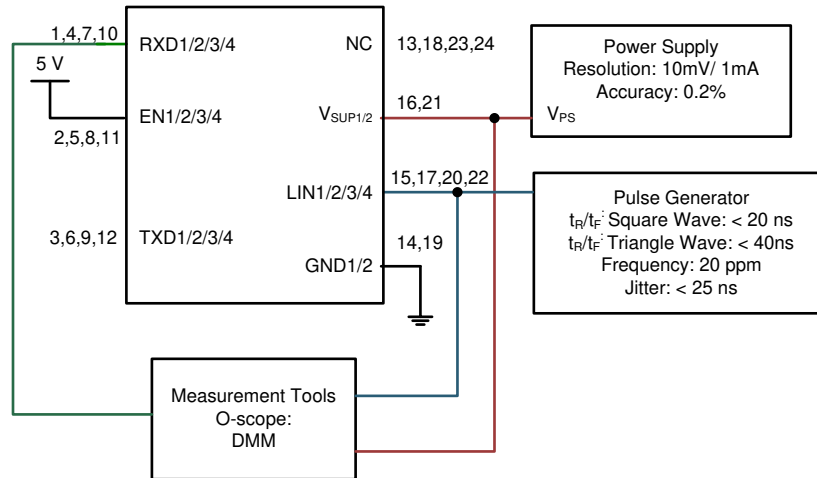 1,4,7,10
RXD1/2/3/4
5 V
EN1/2/3/4
2,5,8,11
3,6,9,12
TXD1/2/3/4
NC
13,18,23,24
VSUP1/2
16,21
LIN1/2/3/4
15,17,20,22
GND1/2
14,19
Power Supply
Resolution: 10mV/ 1mA
Accuracy: 0.2%
VPS
Pulse Generator
tR/tF: Square Wave: < 20 ns
tR/tF: Triangle Wave: < 40ns
Frequency: 20 ppm
Jitter: < 25 ns
Measurement Tools
O-scope:
DMM